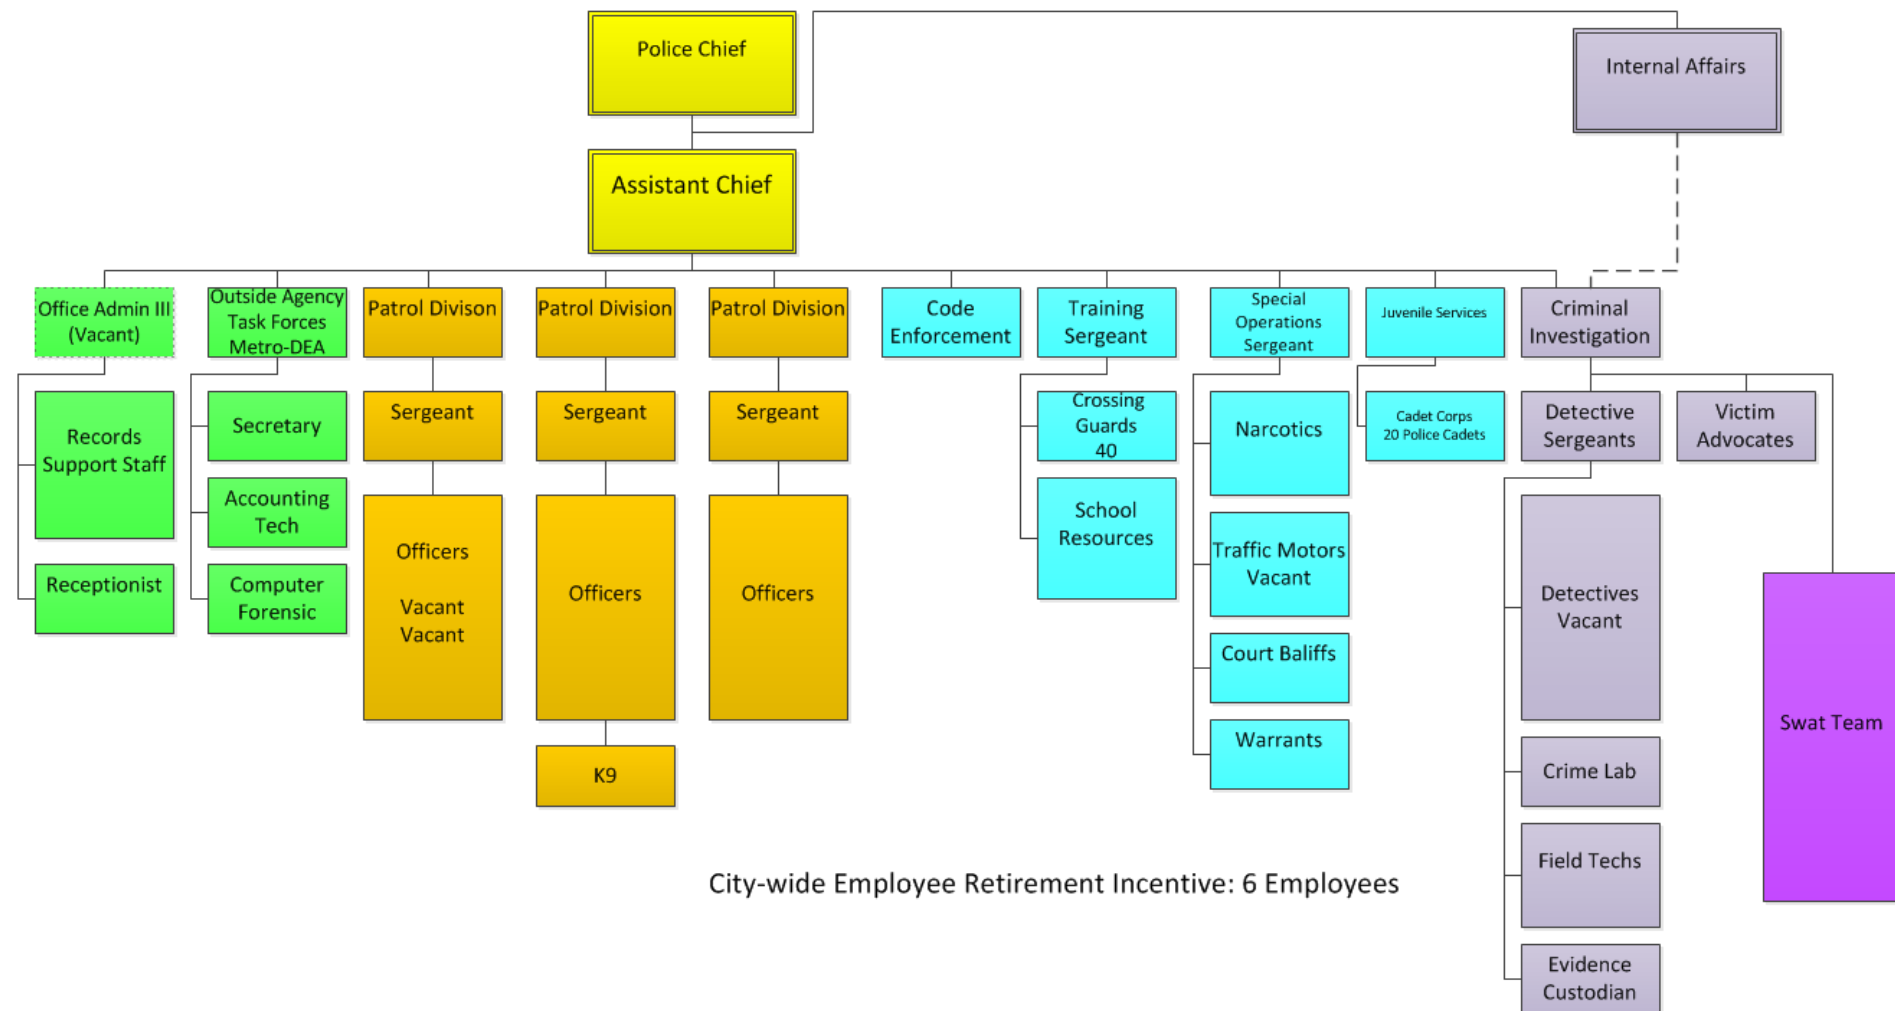 Police Chief
Internal Affairs
Assistant Chief
Office Admin III
(Vacant)
Outside Agency
Task Forces
Metro-DEA
Patrol Divison
Patrol Division
Patrol Division
Code
Enforcement
Training
Sergeant
Special
Operations
Sergeant
Juvenile Services
Criminal
Investigation
Records
Support Staff
Receptionist
Secretary
Accounting
Tech
Computer
Forensic
Sergeant
Officers
Vacant
Vacant
Sergeant
Officers
K9
Sergeant
Officers
Crossing
Guards
40
School
Resources
Narcotics
Traffic Motors
Vacant
Court Baliffs
Warrants
Cadet Corps
20 Police Cadets
Detective
Sergeants
Victim
Advocates
Detectives
Vacant
Crime Lab
Field Techs
Evidence
Custodian
Swat Team
City-wide Employee Retirement Incentive: 6 Employees